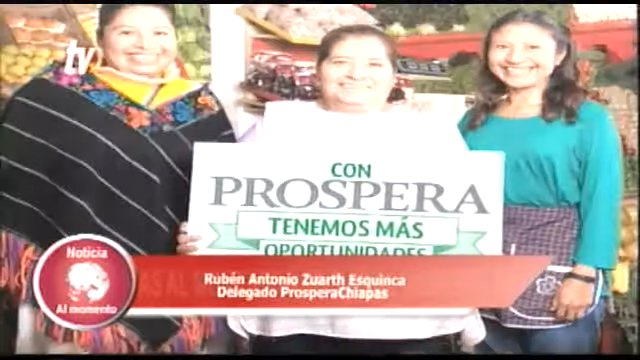 tv
CON
PROSPERA
TENEMOS MÁS
OPORTUNIDADES
Noticia
Al momento
Rubén Antonio Zuarth Esquinca
Delegado ProsperaChiapas